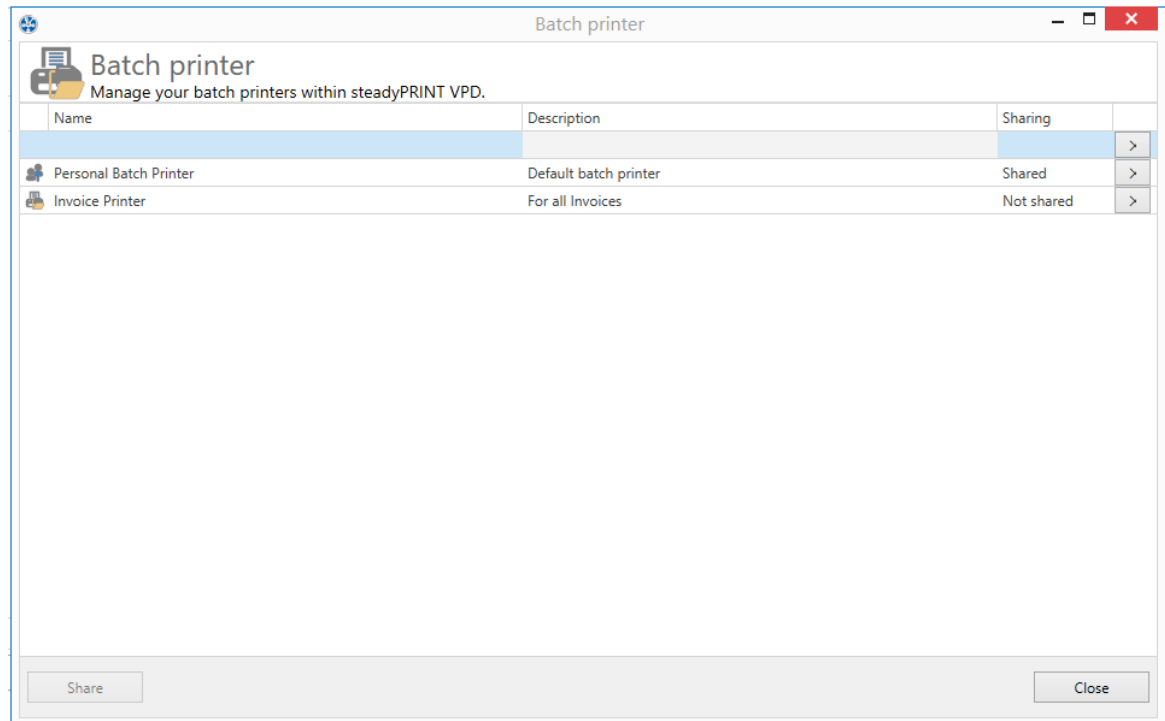 Batch printer
Batch printer
Manage your batch printers within steadyPRINT VPD.
Name Description Sharing
>
Personal Batch Printer Default batch printer Shared >
Invoice Printer For all Invoices Not shared >
Share Close